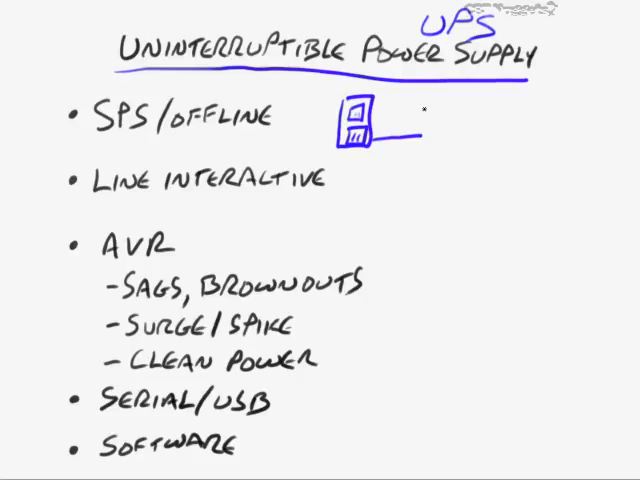 UPS
UNINTERRUPTIBLE POWER SUPPLY
• SPS/OFFLINE
• LINE INTERACTIVE
• AVR
- SAGS, BROWNOUTS
- SURGE/SPIKE
- CLEAN POWER
• SERIAL/USB
• SOFTWARE